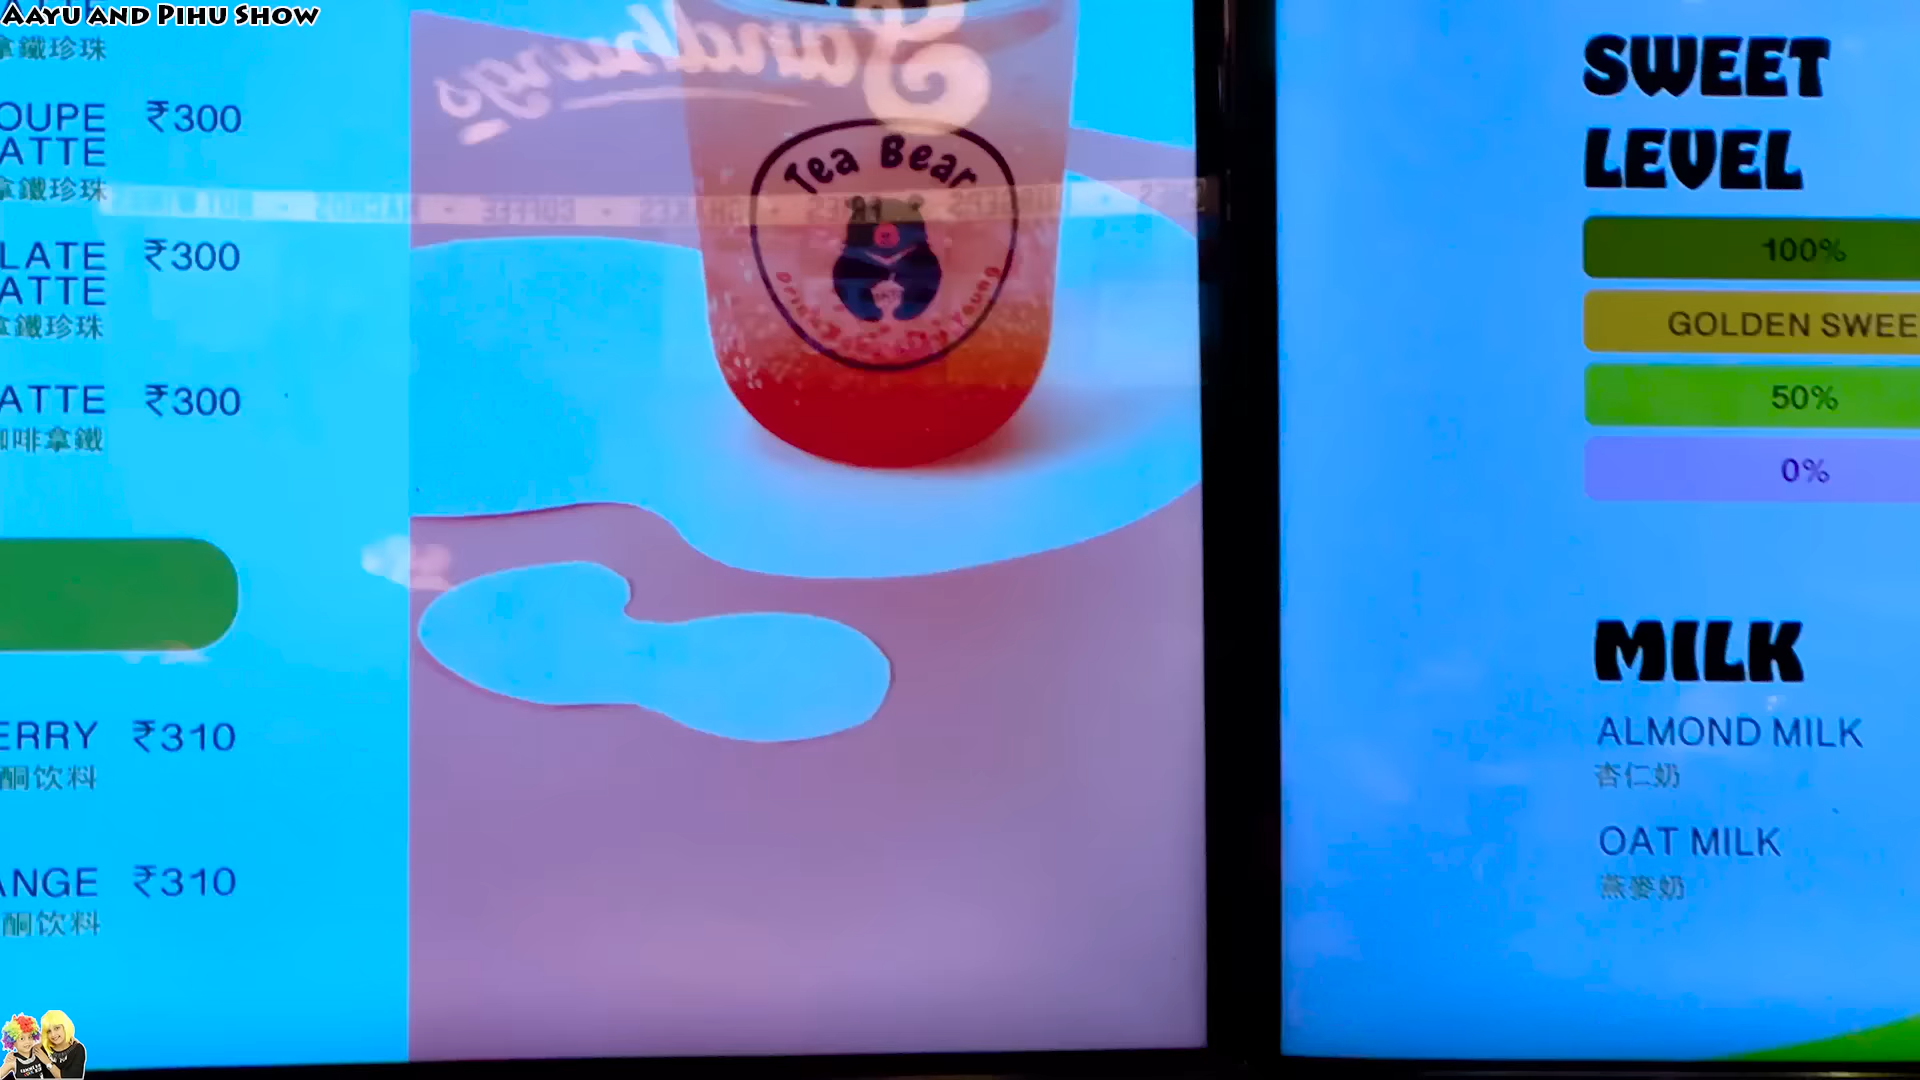 AAYU AND PIHU SHOW
拿鐵珍珠
OUPE ₹300
ATTE
拿鐵珍珠
LATE ₹300
ATTE
拿鐵珍珠
ATTE ₹300
咖啡拿鐵
ERRY ₹310
酮饮料
ANGE ₹310
酮饮料
Sandhurg's
Tea Bear
SWEET
LEVEL
100%
GOLDEN SWEE
50%
0%
MILK
ALMOND MILK
杏仁奶
OAT MILK
燕麥奶